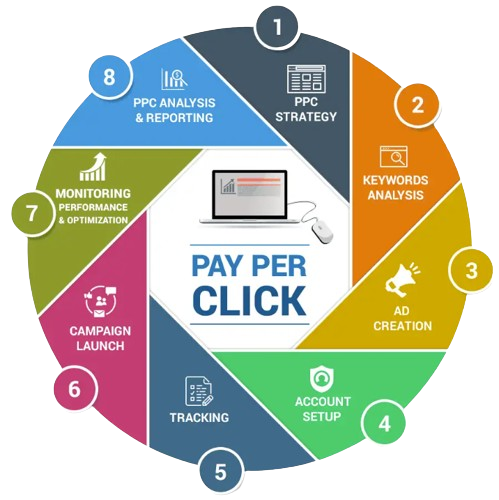 1
PPC
STRATEGY
2
KEYWORDS
ANALYSIS
3
AD
CREATION
4
ACCOUNT
SETUP
5
TRACKING
6
CAMPAIGN
LAUNCH
7
MONITORING
PERFORMANCE
& OPTIMIZATION
8
PPC ANALYSIS
& REPORTING
PAY PER
CLICK